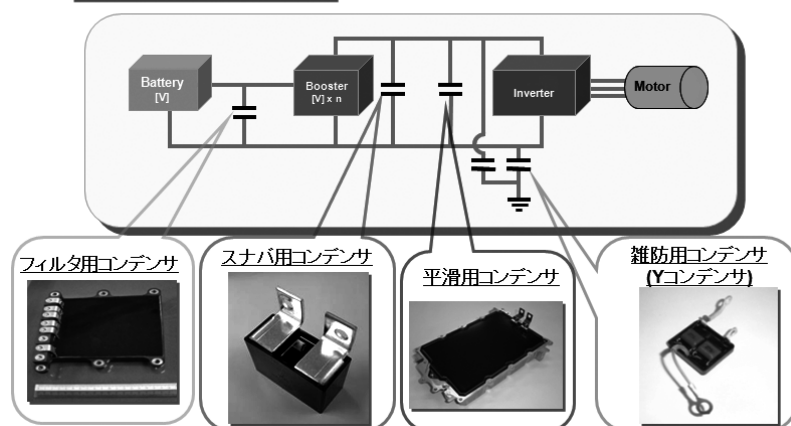 Battery
[V]
Booster
[V] x n
Inverter
Motor
フィルタ用コンデンサ
スナバ用コンデンサ
平滑用コンデンサ
雑防用コンデンサ
(Yコンデンサ)